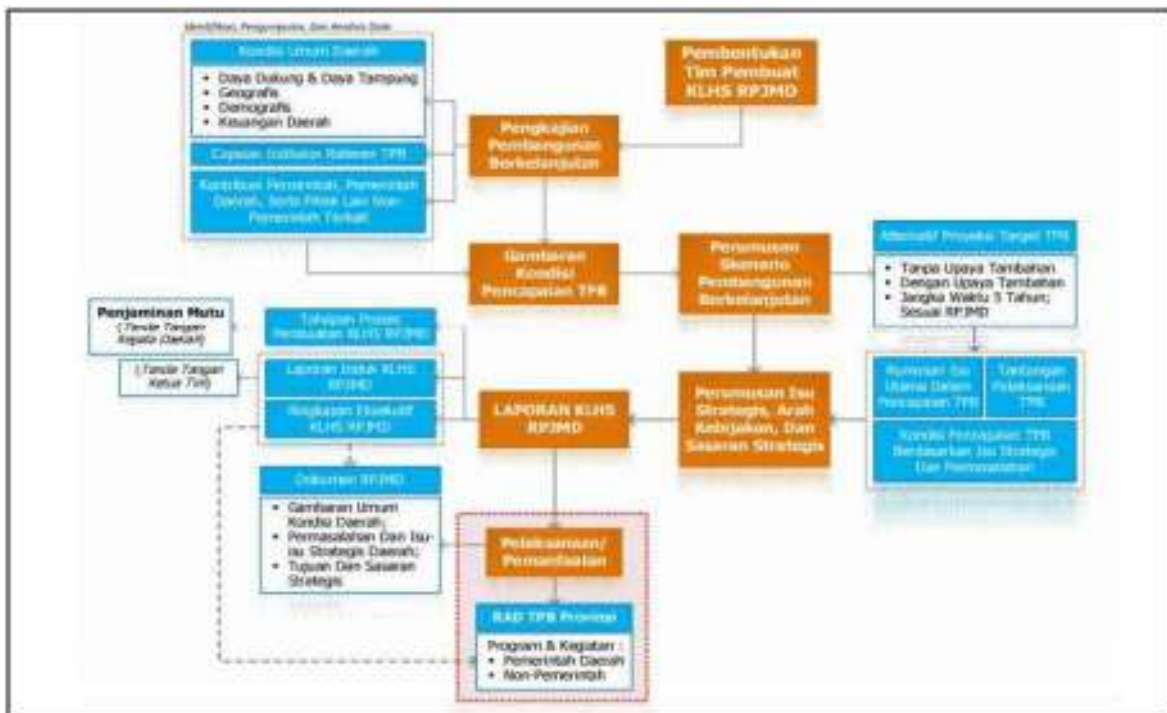 Identifikasi, Pengumpulan, Dan Analisis Data
Kondisi Umum Daerah
• Daya Dukung & Daya Tampung
• Geografis
• Demografis
• Keuangan Daerah
Capaian Indikator Relevan TPB
Kontribusi Pemerintah, Pemerintah
Daerah, Serta Pihak Lain Non-
Pemerintah Terkait
Pembentukan
Tim Pembuat
KLHS RPJMD
Pengkajian
Pembangunan
Berkelanjutan
Gambaran
Kondisi
Pencapaian TPB
Perumusan
Skenario
Pembangunan
Berkelanjutan
Alternatif Proyeksi Target TPB
• Tanpa Upaya Tambahan
• Dengan Upaya Tambahan
• Jangka Waktu 5 Tahun;
Sesuai RPJMD
Penjaminan Mutu
(Tanda Tangan
Kepala Daerah)
(Tanda Tangan
Ketua Tim)
Tahapan Proses
Pembuatan KLHS RPJMD
Laporan Induk KLHS
RPJMD
Ringkasan Eksekutif
KLHS RPJMD
LAPORAN KLHS
RPJMD
Perumusan Isu
Strategis, Arah
Kebijakan, Dan
Sasaran Strategis
Rumusan Isu
Utama Dalam
Pencapaian TPB
Tantangan
Pelaksanaan
TPB
Kondisi Pencapaian TPB
Berdasarkan Isu Strategis
Dan Permasalahan
Dokumen RPJMD
• Gambaran Umum
Kondisi Daerah;
• Permasalahan Dan Isu-
isu Strategis Daerah;
• Tujuan Dan Sasaran
Strategis
Pelaksanaan/
Pemanfaatan
RAD TPB Provinsi
Program & Kegiatan :
• Pemerintah Daerah
• Non-Pemerintah